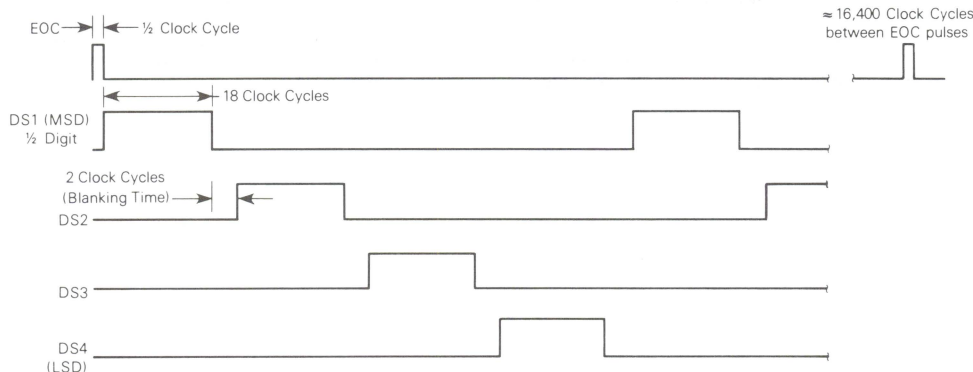 EOC
½ Clock Cycle
≈ 16,400 Clock Cycles
between EOC pulses
18 Clock Cycles
DS1 (MSD)
½ Digit
2 Clock Cycles
(Blanking Time)
DS2
DS3
DS4
(LSD)